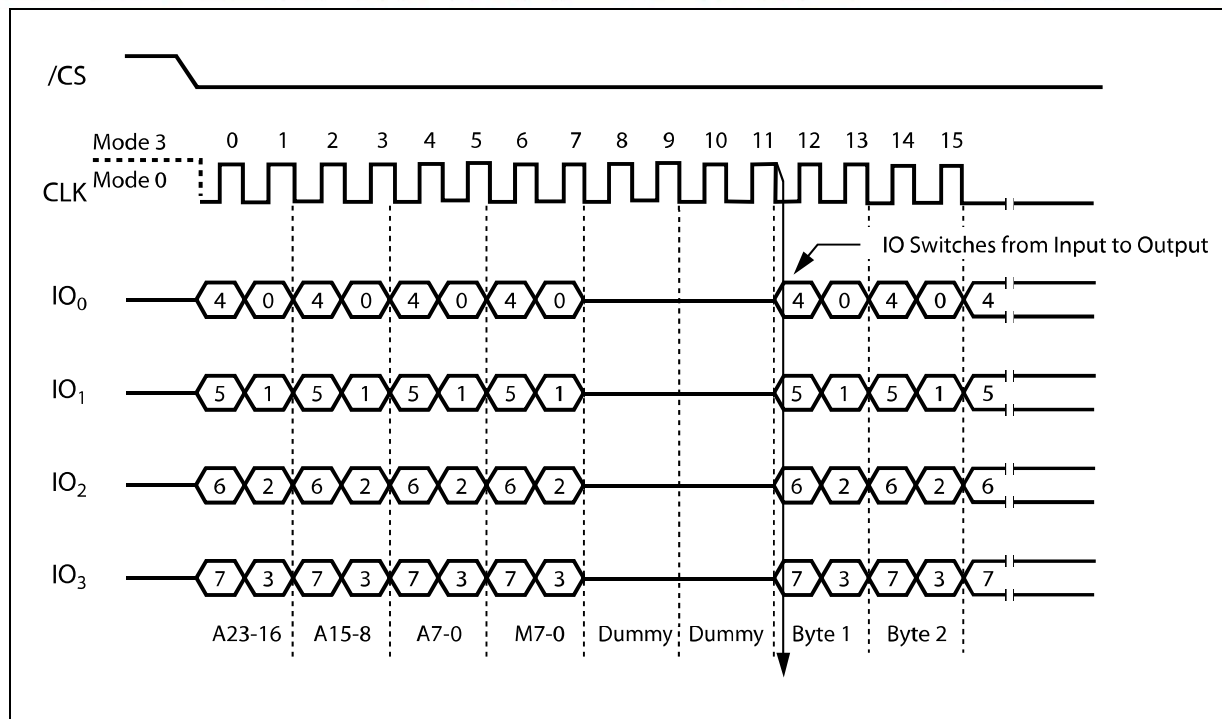 /CS
Mode 3
0 1 2 3 4 5 6 7 8 9 10 11 12 13 14 15
Mode 0
CLK
IO Switches from Input to Output
IO0 4 0 4 0 4 0 4 0 4 0 4 0 4
IO1 5 1 5 1 5 1 5 1 5 1 5 1 5
IO2 6 2 6 2 6 2 6 2 6 2 6 2 6
IO3 7 3 7 3 7 3 7 3 7 3 7 3 7
A23-16 A15-8 A7-0 M7-0 Dummy Dummy Byte 1 Byte 2